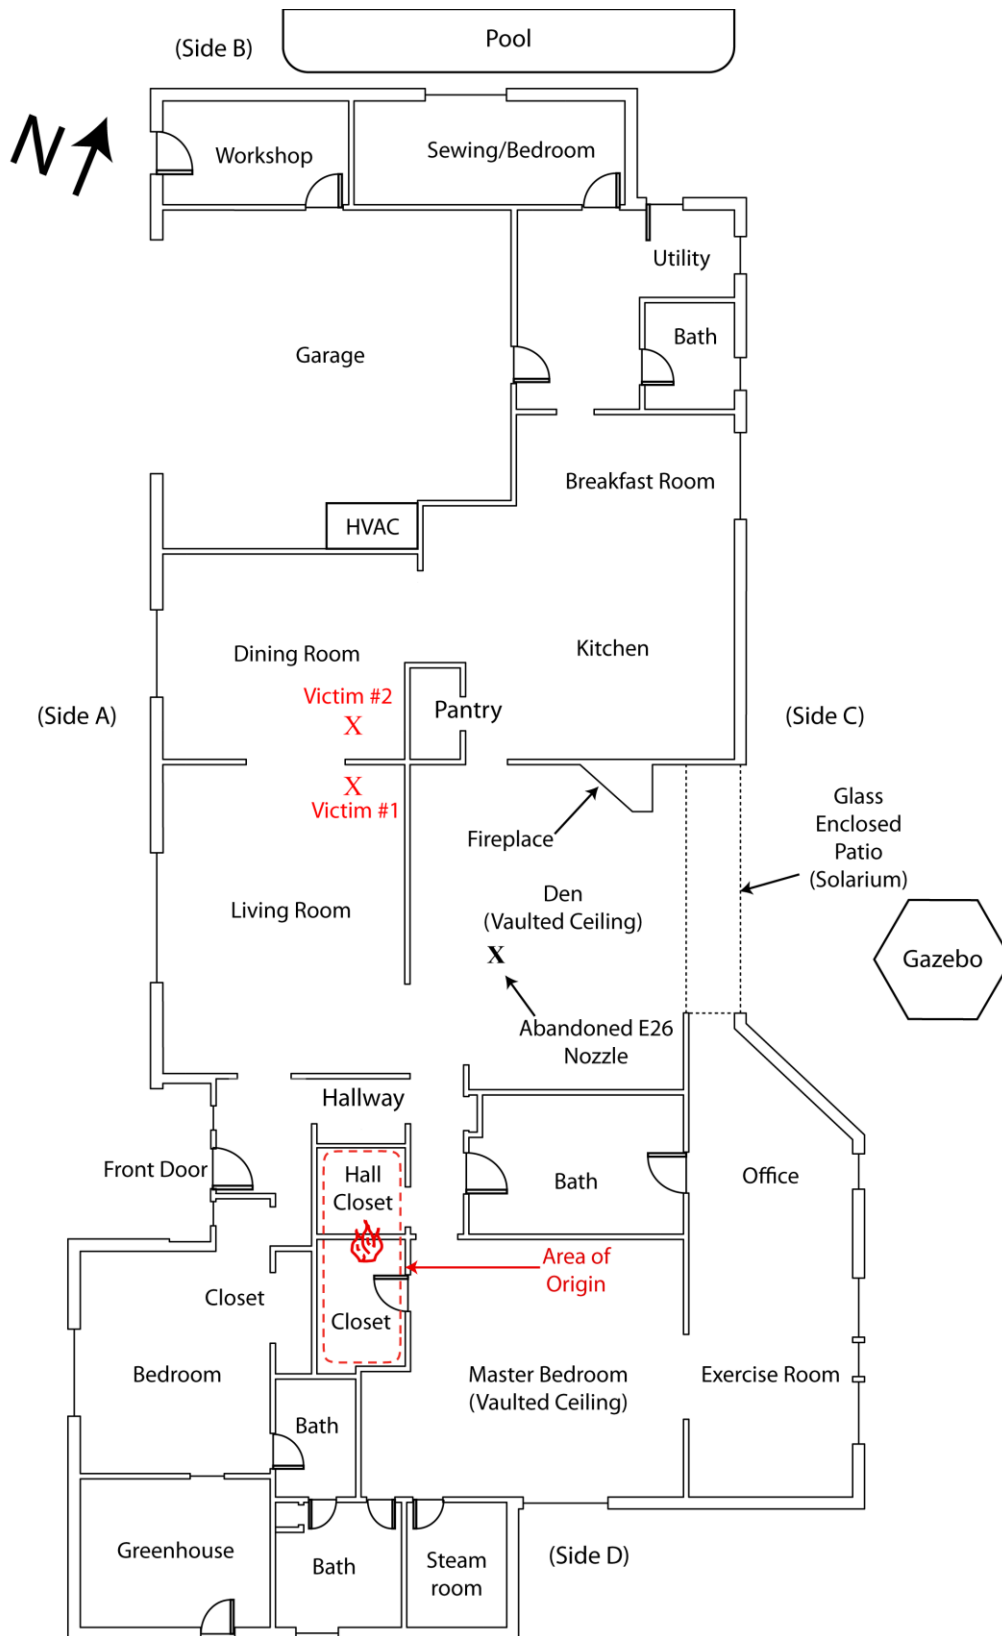 (Side B)
Pool
N
Workshop
Sewing/Bedroom
Utility
Bath
Garage
Breakfast Room
HVAC
Dining Room
Kitchen
Victim #2
X
Pantry
(Side A)
(Side C)
X
Victim #1
Fireplace
Glass
Enclosed
Patio
(Solarium)
Living Room
Den
(Vaulted Ceiling)
X
Gazebo
Abandoned E26
Nozzle
Hallway
Front Door
Hall
Closet
Bath
Office
Area of
Origin
Closet
Closet
Bedroom
Master Bedroom
(Vaulted Ceiling)
Exercise Room
Bath
Greenhouse
Bath
Steam
room
(Side D)